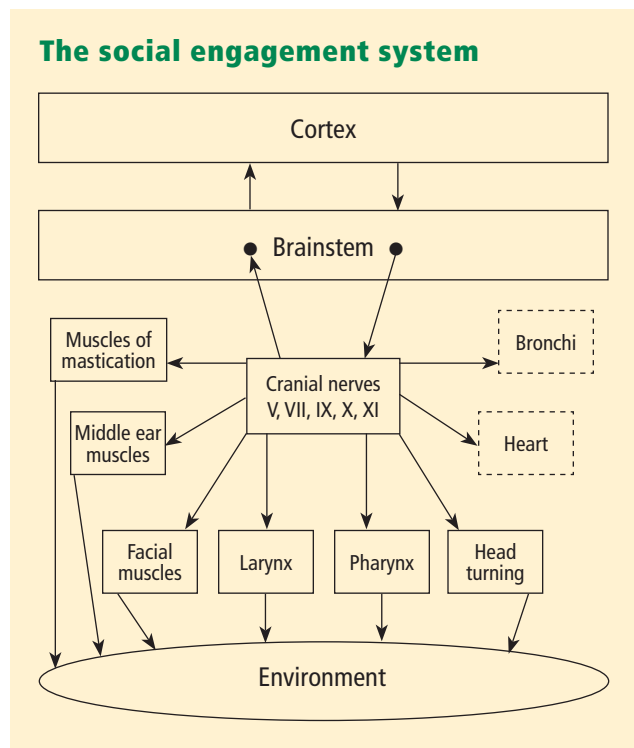 The social engagement system
Cortex
Brainstem
Muscles of
mastication
Bronchi
Cranial nerves
V, VII, IX, X, XI
Middle ear
muscles
Heart
Facial
muscles
Larynx
Pharynx
Head
turning
Environment